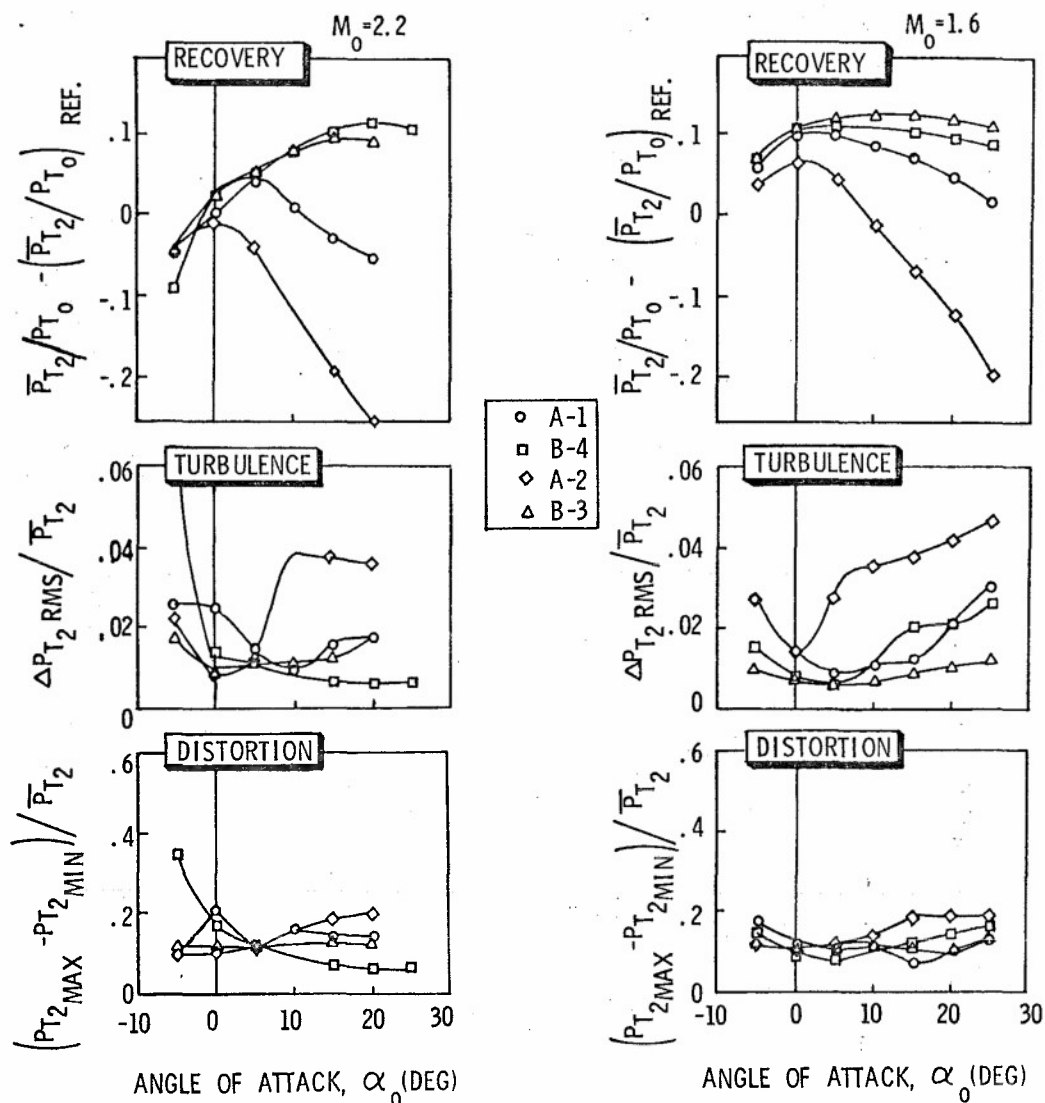 M₀=2.2
RECOVERY
P̅T₂/PT₀ - (P̅T₂/PT₀) REF.
0.1
0
-.1
-.2
M₀=1.6
RECOVERY
P̅T₂/PT₀ - (P̅T₂/PT₀) REF.
0.1
0
.1
-.2
A-1
B-4
A-2
B-3
TURBULENCE
ΔPT₂ RMS/P̅T₂
.06
.04
.02
0
TURBULENCE
ΔPT₂ RMS/P̅T₂
.06
.04
.02
0
DISTORTION
(PT₂MAX -PT₂MIN)/P̅T₂
.6
.4
.2
0
-10 0 10 20 30
ANGLE OF ATTACK, α₀(DEG)
DISTORTION
(PT₂MAX -PT₂MIN)/P̅T₂
.6
.4
.2
0
-10 0 10 20 30
ANGLE OF ATTACK, α₀(DEG)